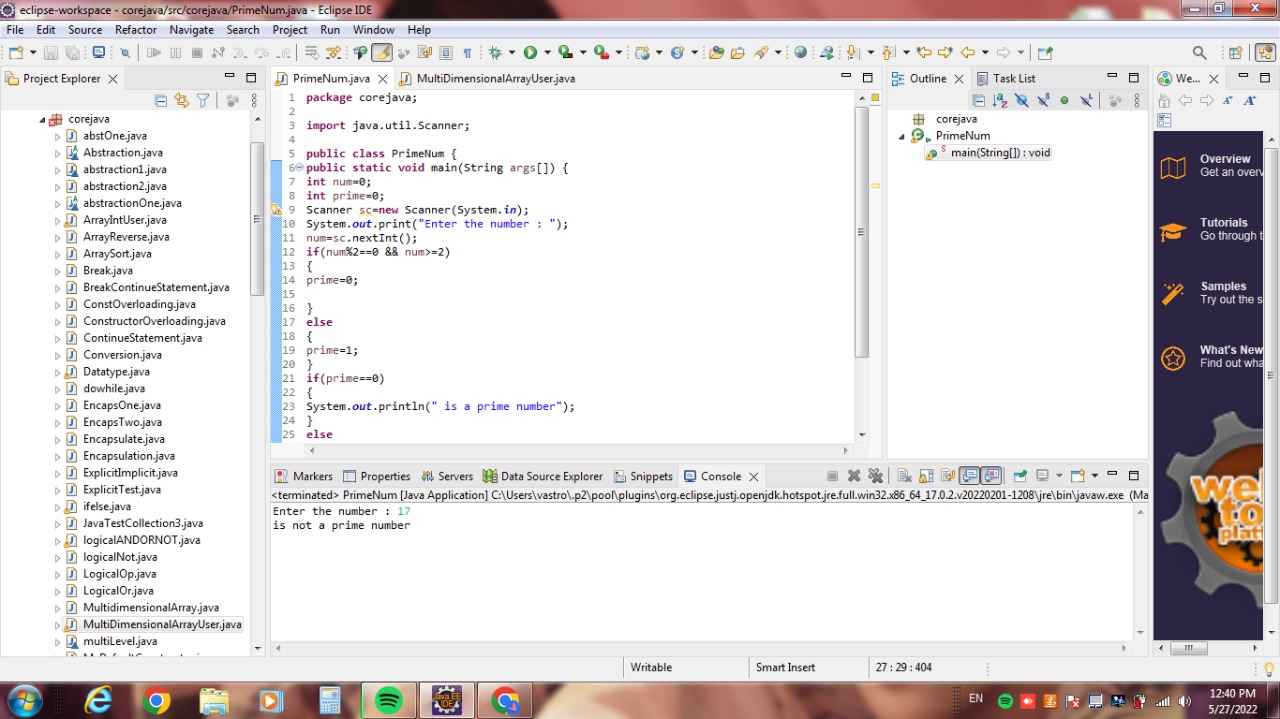 eclipse-workspace - corejava/src/corejava/PrimeNum.java - Eclipse IDE
File Edit Source Refactor Navigate Search Project Run Window Help
Project Explorer
corejava
abstOne.java
Abstraction.java
abstraction1.java
abstraction2.java
abstractionOne.java
ArrayIntUser.java
ArrayReverse.java
ArraySort.java
Break.java
BreakContinueStatement.java
ConstOverloading.java
ConstructorOverloading.java
ContinueStatement.java
Conversion.java
Datatype.java
dowhile.java
EncapsOne.java
EncapsTwo.java
Encapsulate.java
Encapsulation.java
ExplicitImplicit.java
ExplicitTest.java
ifelse.java
JavaTestCollection3.java
logicalANDORNOT.java
logicalNot.java
LogicalOp.java
LogicalOr.java
MultidimensionalArray.java
MultiDimensionalArrayUser.java
multiLevel.java
PrimeNum.java MultiDimensionalArrayUser.java
1 package corejava;
2
3 import java.util.Scanner;
4
5 public class PrimeNum {
6 public static void main(String args[]) {
7 int num=0;
8 int prime=0;
9 Scanner sc=new Scanner(System.in);
10 System.out.print("Enter the number : ");
11 num=sc.nextInt();
12 if(num%2==0 && num>=2)
13 {
14 prime=0;
15
16 }
17 else
18 {
19 prime=1;
20 }
21 if(prime==0)
22 {
23 System.out.println(" is a prime number");
24 }
25 else
Outline Task List
corejava
PrimeNum
S main(String[]) : void
We...
Overview
Get an overv
Tutorials
Go through t
Samples
Try out the s
What's New
Find out wha
Markers Properties Servers Data Source Explorer Snippets Console
<terminated> PrimeNum [Java Application] C:\Users\vastro\.p2\pool\plugins\org.eclipse.justj.openjdk.hotspot.jre.full.win32.x86_64_17.0.2.v20220201-1208\jre\bin\javaw.exe (Ma
Enter the number : 17
is not a prime number
Writable Smart Insert 27 : 29 : 404
Java EE
IDE
EN
12:40 PM
5/27/2022